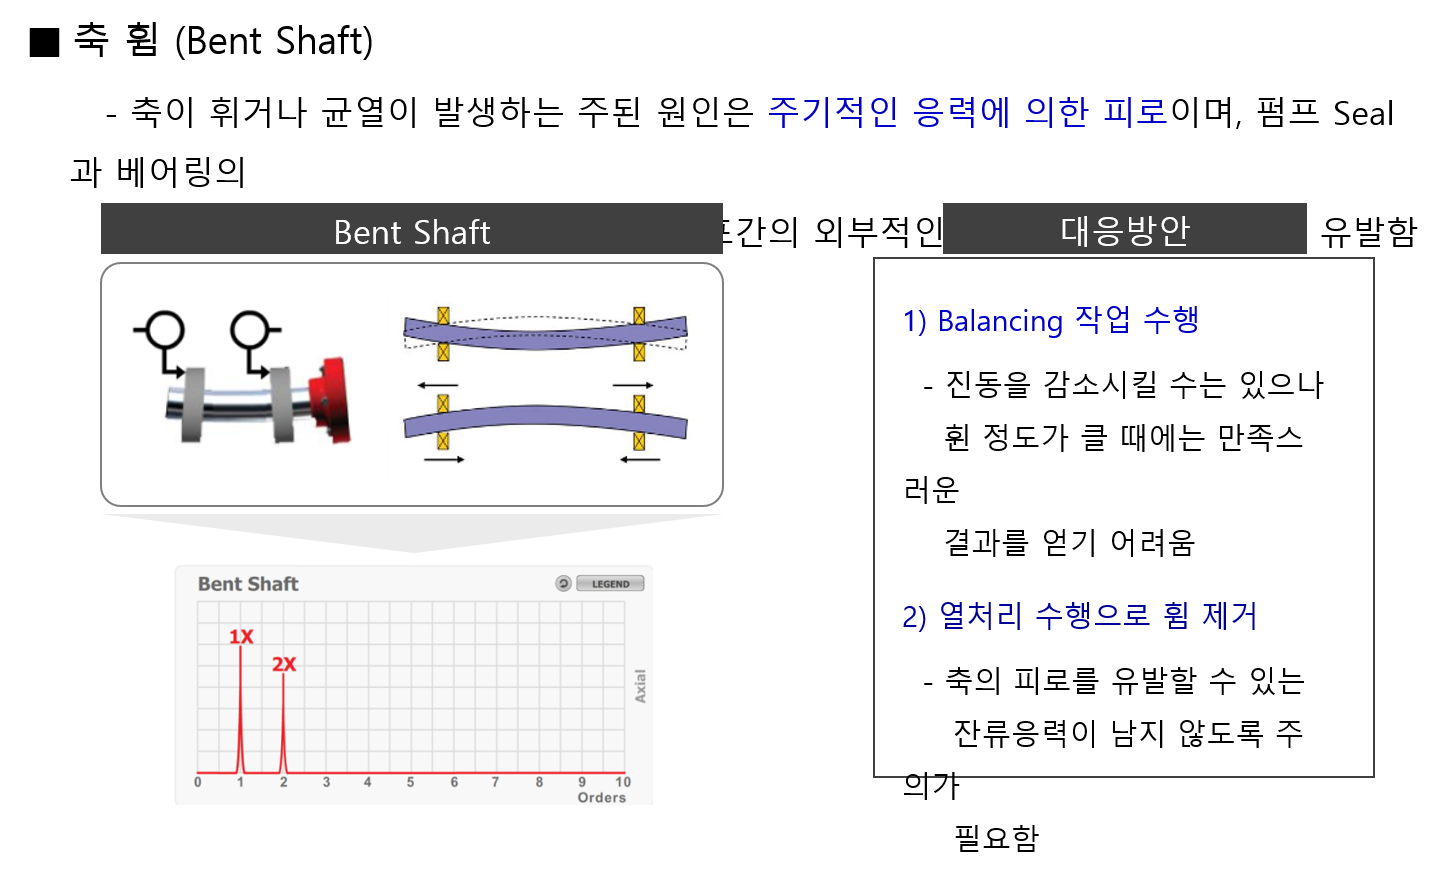 ■ 축 휨 (Bent Shaft)
- 축이 휘거나 균열이 발생하는 주된 원인은 주기적인 응력에 의한 피로이며, 펌프 Seal
과 베어링의
외부적인 유발함
Bent Shaft
대응방안
1) Balancing 작업 수행
- 진동을 감소시킬 수는 있으나
휜 정도가 클 때에는 만족스
러운
결과를 얻기 어려움
2) 열처리 수행으로 휨 제거
- 축의 피로를 유발할 수 있는
잔류응력이 남지 않도록 주
의가
필요함
Bent Shaft
LEGEND
1X
2X
Axial
0 1 2 3 4 5 6 7 8 9 10
Orders